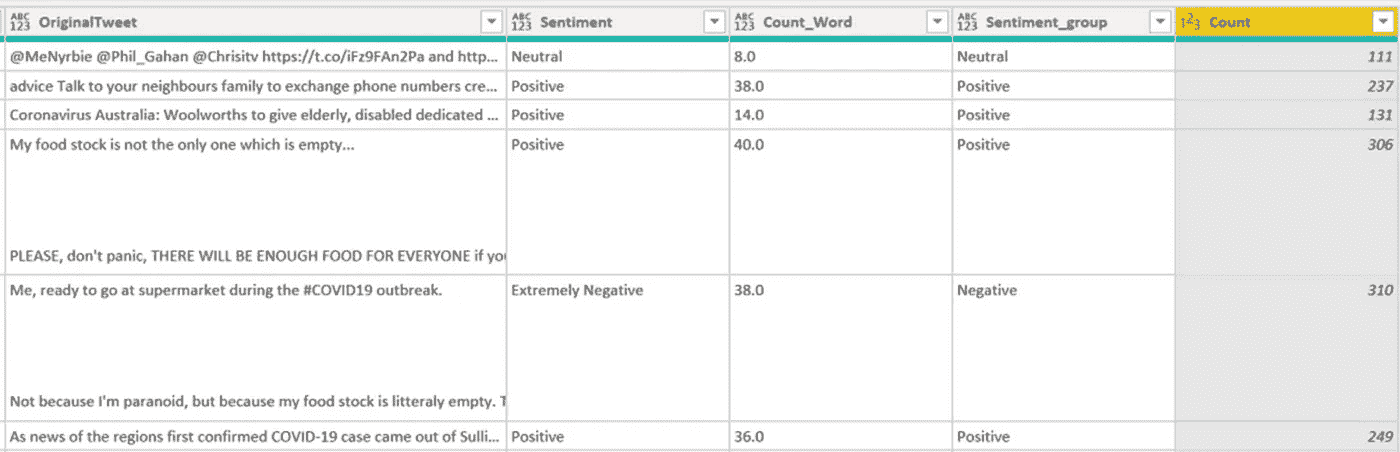 ABC 123 OriginalTweet ABC 123 Sentiment ABC 123 Count_Word ABC 123 Sentiment_group 123 Count
@MeNyrbie @Phil_Gahan @Chrisitv https://t.co/iFz9FAn2Pa and http... Neutral 8.0 Neutral 111
advice Talk to your neighbours family to exchange phone numbers cre... Positive 38.0 Positive 237
Coronavirus Australia: Woolworths to give elderly, disabled dedicated ... Positive 14.0 Positive 131
My food stock is not the only one which is empty... Positive 40.0 Positive 306
PLEASE, don't panic, THERE WILL BE ENOUGH FOOD FOR EVERYONE if you
Me, ready to go at supermarket during the #COVID19 outbreak. Extremely Negative 38.0 Negative 310
Not because I'm paranoid, but because my food stock is litteraly empty. T
As news of the regions first confirmed COVID-19 case came out of Sulli... Positive 36.0 Positive 249